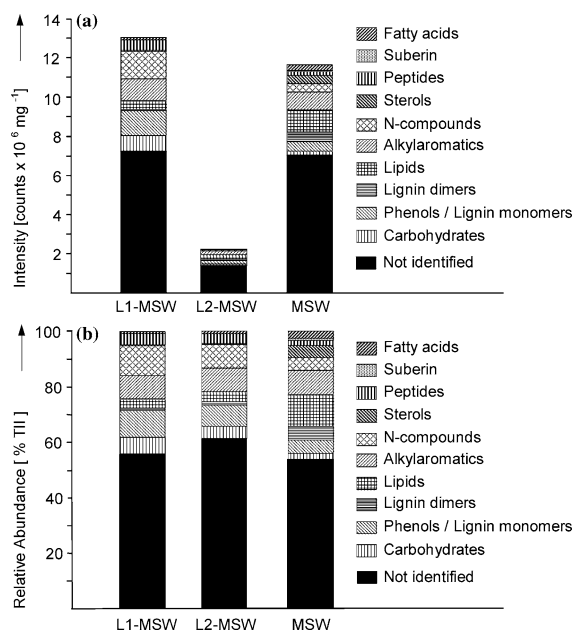 (a)
Intensity [counts x 10 6 mg -1]
14
12
10
8
6
4
2
L1-MSW L2-MSW MSW
Fatty acids
Suberin
Peptides
Sterols
N-compounds
Alkylaromatics
Lipids
Lignin dimers
Phenols / Lignin monomers
Carbohydrates
Not identified
(b)
Relative Abundance [ % TII ]
100
80
60
40
20
L1-MSW L2-MSW MSW
Fatty acids
Suberin
Peptides
Sterols
N-compounds
Alkylaromatics
Lipids
Lignin dimers
Phenols / Lignin monomers
Carbohydrates
Not identified